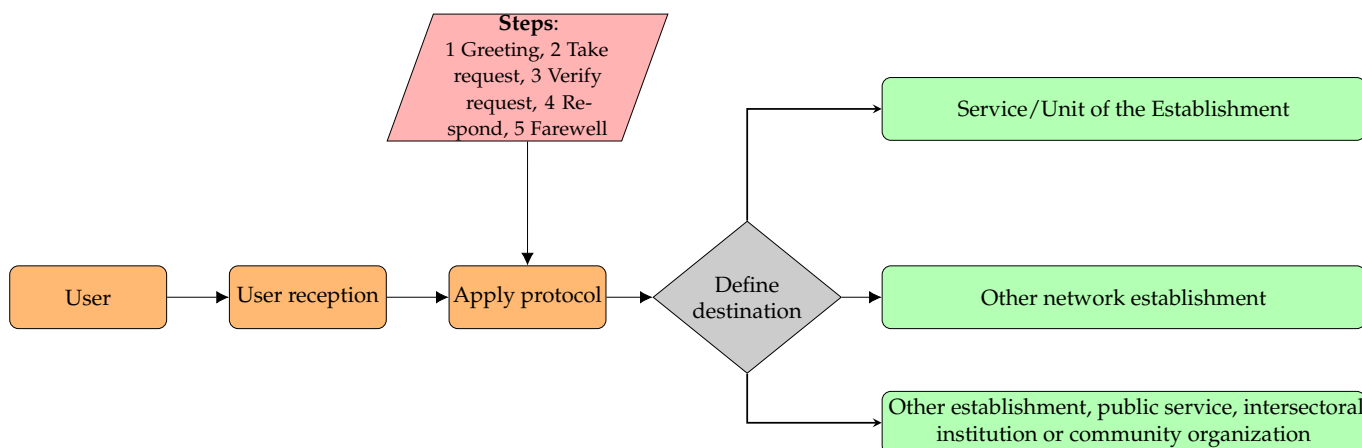 Steps:
1 Greeting, 2 Take
request, 3 Verify
request, 4 Re-
spond, 5 Farewell
Service/Unit of the Establishment
User
User reception
Apply protocol
Define
destination
Other network establishment
Other establishment, public service, intersectoral
institution or community organization